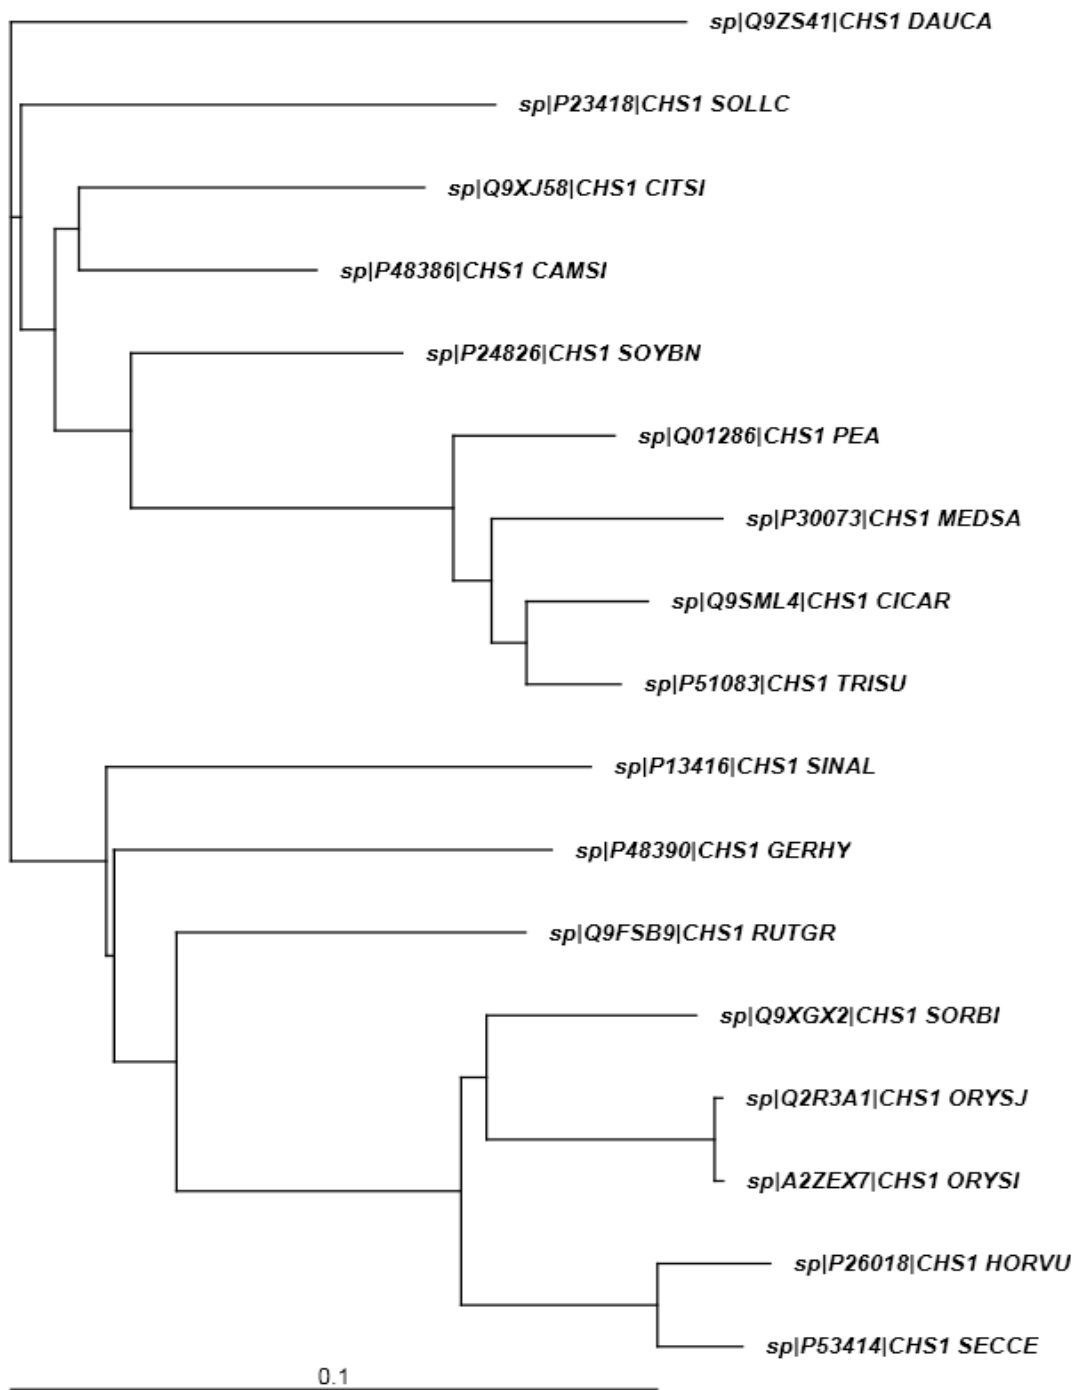 sp|Q9ZS41|CHS1 DAUCA
sp|P23418|CHS1 SOLLC
sp|Q9XJ58|CHS1 CITSI
sp|P48386|CHS1 CAMSI
sp|P24826|CHS1 SOYBN
sp|Q01286|CHS1 PEA
sp|P30073|CHS1 MEDSA
sp|Q9SML4|CHS1 CICAR
sp|P51083|CHS1 TRISU
sp|P13416|CHS1 SINAL
sp|P48390|CHS1 GERHY
sp|Q9FSB9|CHS1 RUTGR
sp|Q9XGX2|CHS1 SORBI
sp|Q2R3A1|CHS1 ORYSJ
sp|A2ZEX7|CHS1 ORYSI
sp|P26018|CHS1 HORVU
sp|P53414|CHS1 SECCE
0.1